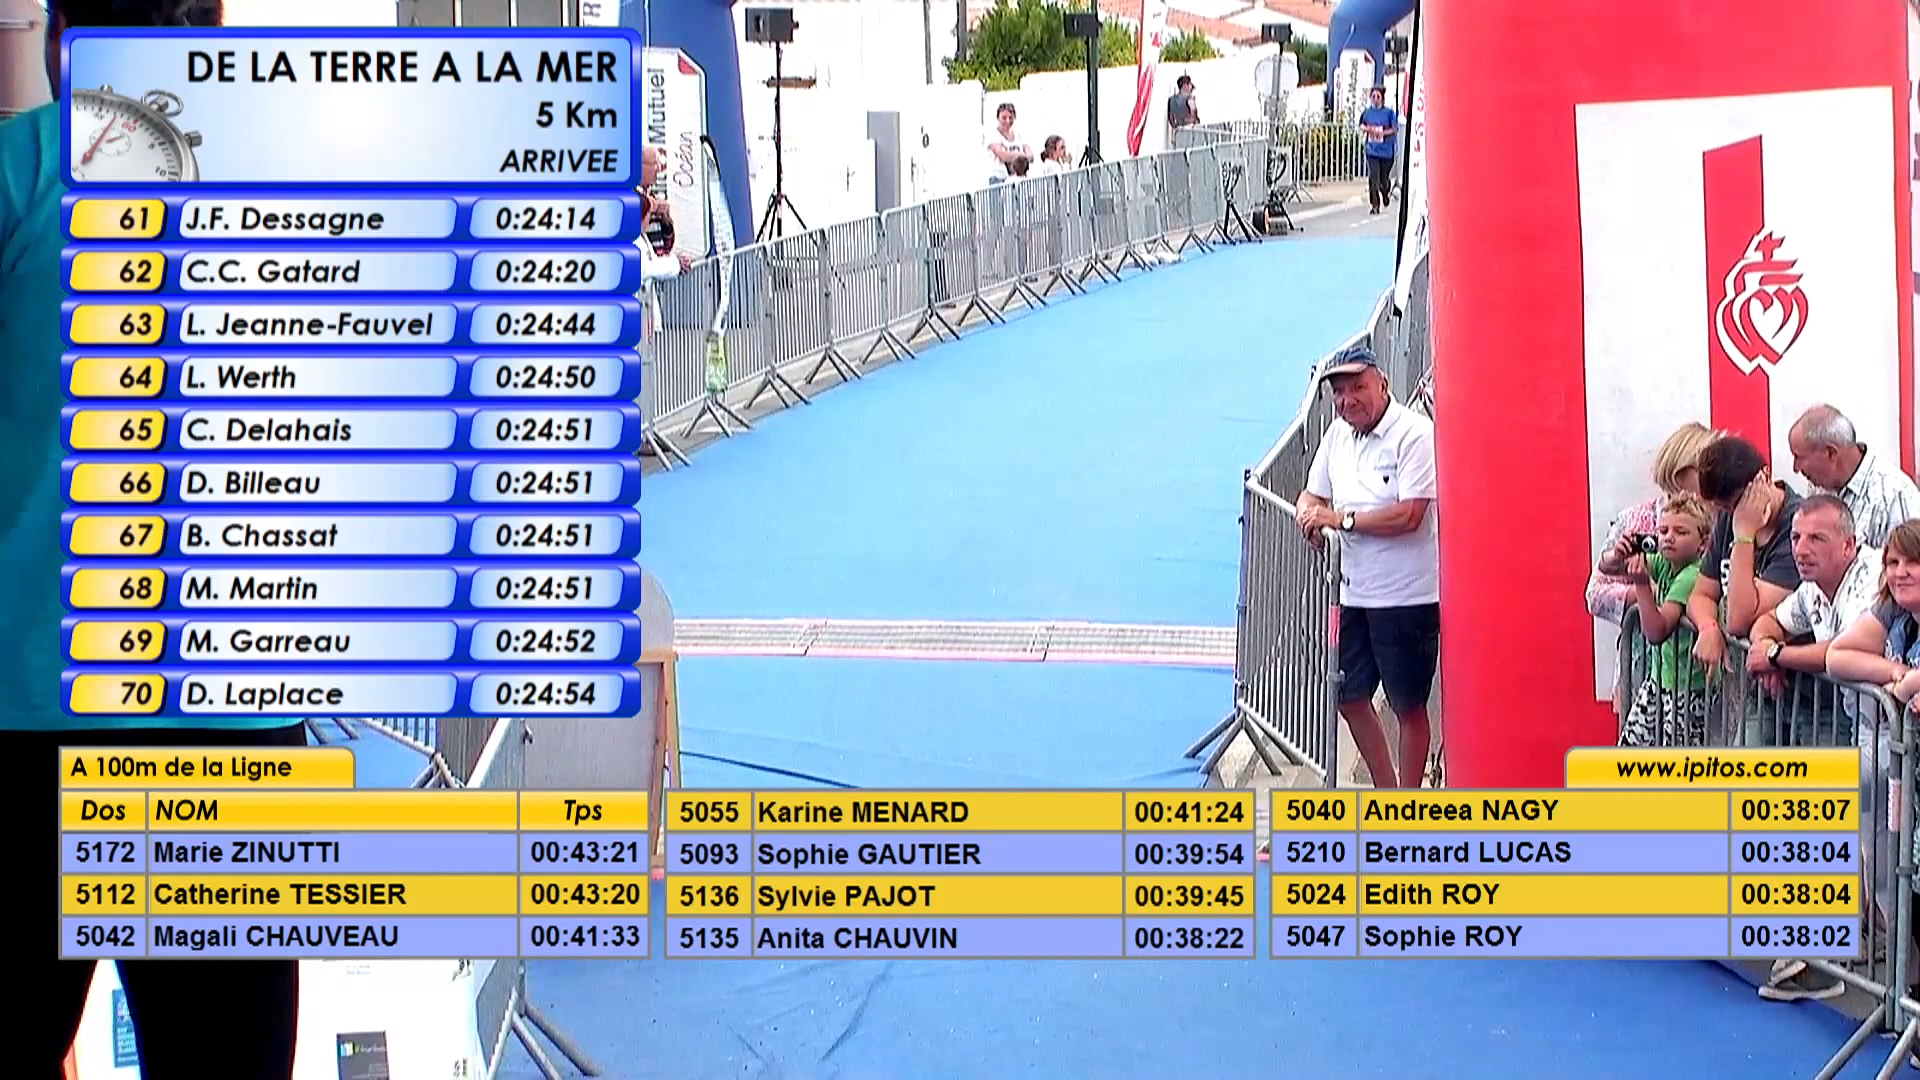 DE LA TERRE A LA MER
5 Km
ARRIVEE
61 J.F. Dessagne 0:24:14
62 C.C. Gatard 0:24:20
63 L. Jeanne-Fauvel 0:24:44
64 L. Werth 0:24:50
65 C. Delahais 0:24:51
66 D. Billeau 0:24:51
67 B. Chassat 0:24:51
68 M. Martin 0:24:51
69 M. Garreau 0:24:52
70 D. Laplace 0:24:54
Mutuel
Océan
A 100m de la Ligne
www.ipitos.com
Dos NOM Tps
5172 Marie ZINUTTI 00:43:21
5112 Catherine TESSIER 00:43:20
5042 Magali CHAUVEAU 00:41:33
5055 Karine MENARD 00:41:24
5093 Sophie GAUTIER 00:39:54
5136 Sylvie PAJOT 00:39:45
5135 Anita CHAUVIN 00:38:22
5040 Andreea NAGY 00:38:07
5210 Bernard LUCAS 00:38:04
5024 Edith ROY 00:38:04
5047 Sophie ROY 00:38:02